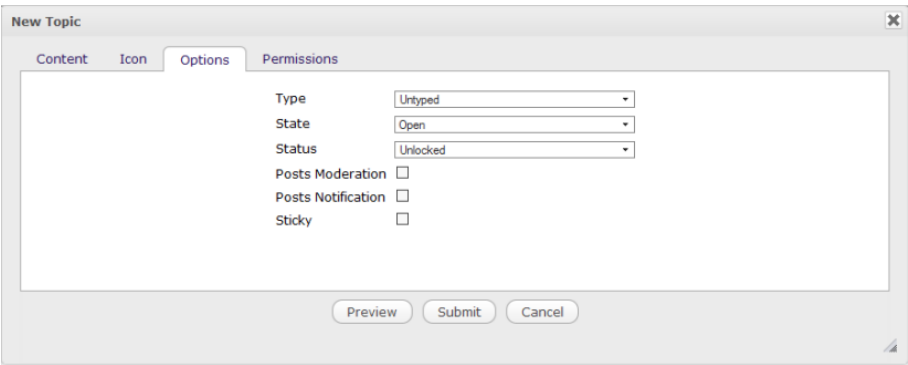 New Topic
Content Icon Options Permissions
Type Untyped
State Open
Status Unlocked
Posts Moderation
Posts Notification
Sticky
Preview Submit Cancel